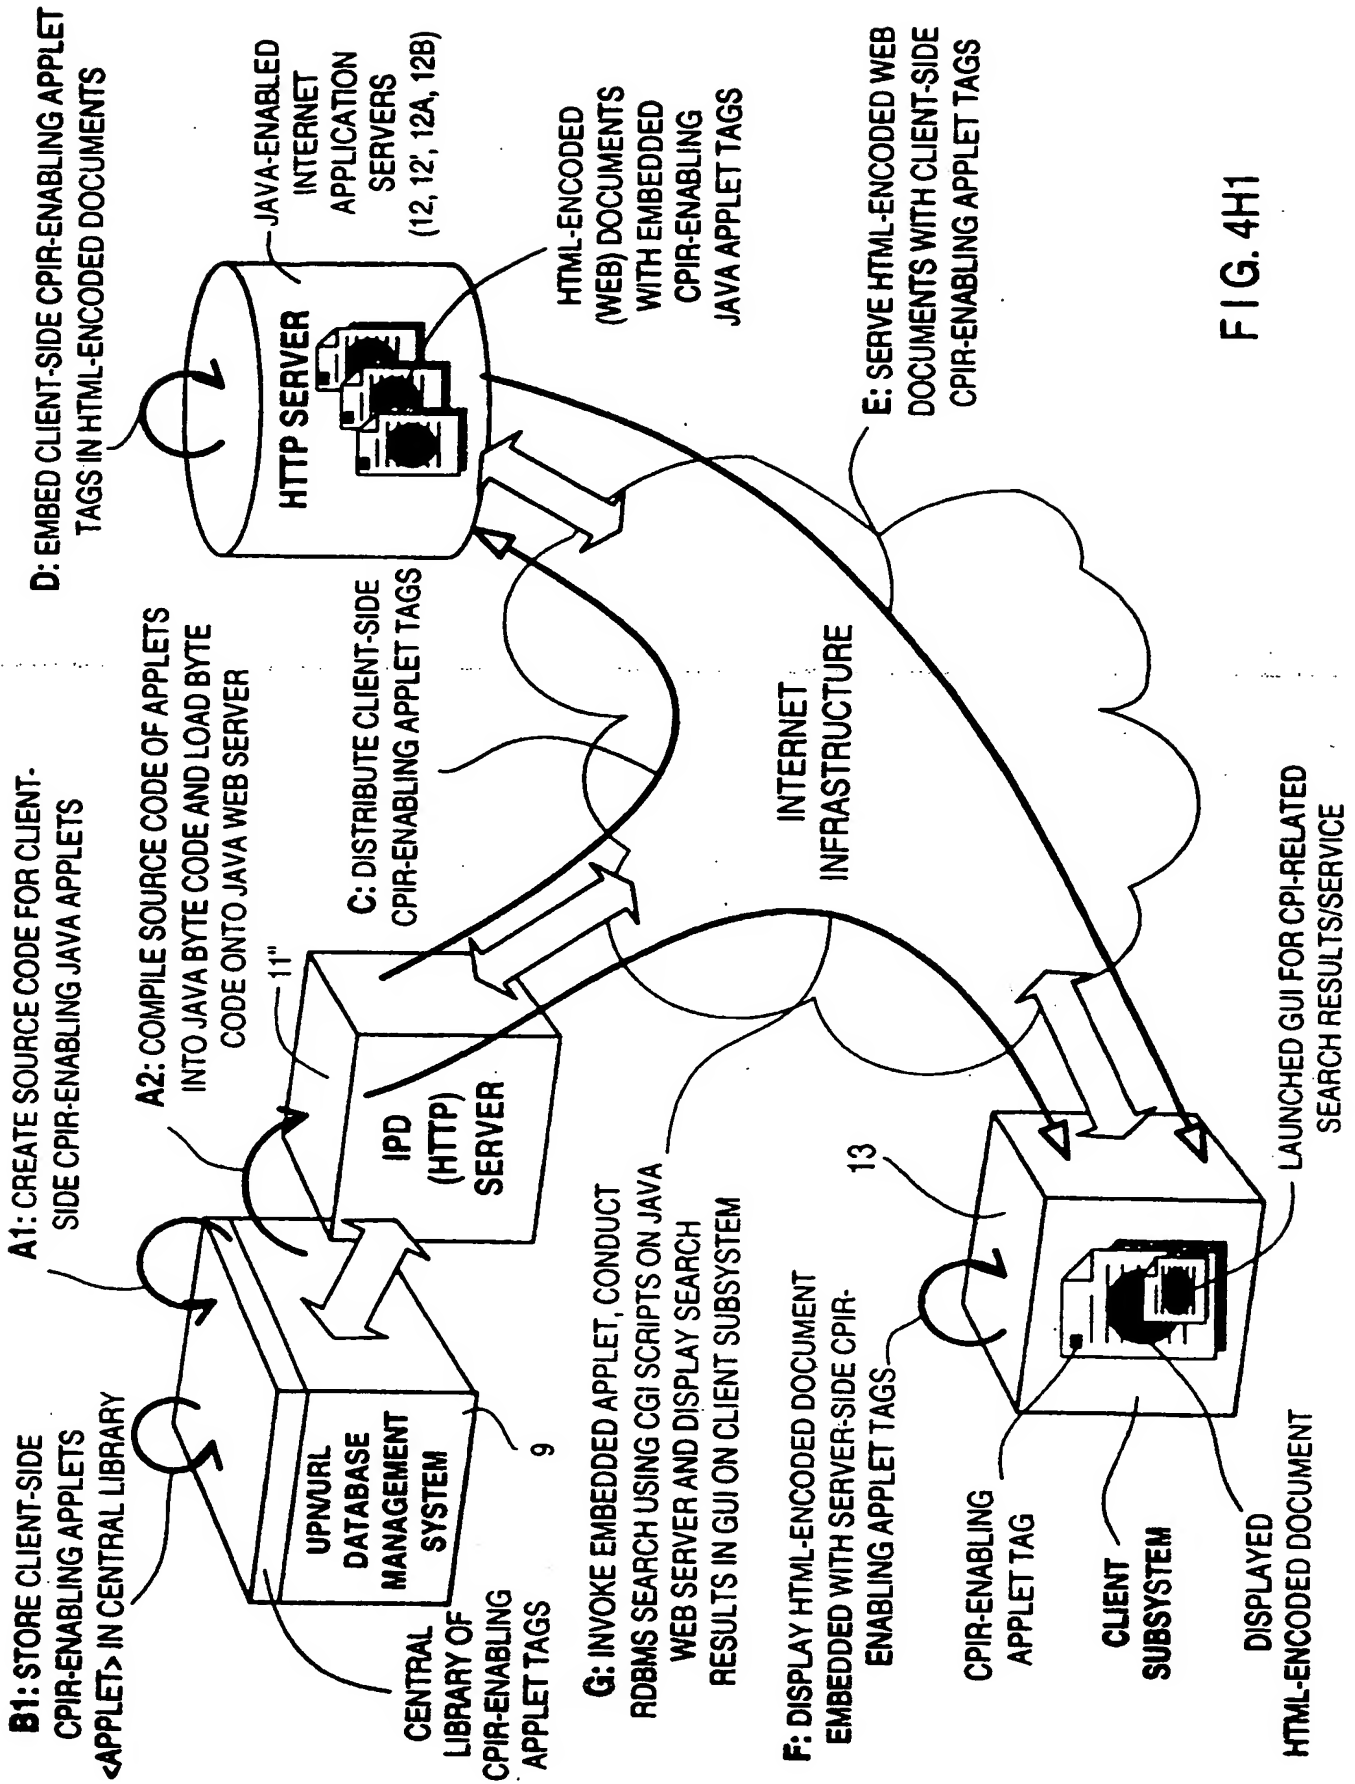 B1: STORE CLIENT-SIDE
CPIR-ENABLING APPLETS
<APPLET> IN CENTRAL LIBRARY
A1: CREATE SOURCE CODE FOR CLIENT-
SIDE CPIR-ENABLING JAVA APPLETS
A2: COMPILE SOURCE CODE OF APPLETS
INTO JAVA BYTE CODE AND LOAD BYTE
CODE ONTO JAVA WEB SERVER
D: EMBED CLIENT-SIDE CPIR-ENABLING APPLET
TAGS IN HTML-ENCODED DOCUMENTS
JAVA-ENABLED
INTERNET
APPLICATION
SERVERS
(12, 12', 12A, 12B)
HTTP SERVER
HTML-ENCODED
(WEB) DOCUMENTS
WITH EMBEDDED
CPIR-ENABLING
JAVA APPLET TAGS
11"
IPD
(HTTP)
SERVER
C: DISTRIBUTE CLIENT-SIDE
CPIR-ENABLING APPLET TAGS
UPN/URL
DATABASE
MANAGEMENT
SYSTEM
9
CENTRAL
LIBRARY OF
CPIR-ENABLING
APPLET TAGS
G: INVOKE EMBEDDED APPLET, CONDUCT
RDBMS SEARCH USING CGI SCRIPTS ON JAVA
WEB SERVER AND DISPLAY SEARCH
RESULTS IN GUI ON CLIENT SUBSYSTEM
INTERNET
INFRASTRUCTURE
E: SERVE HTML-ENCODED WEB
DOCUMENTS WITH CLIENT-SIDE
CPIR-ENABLING APPLET TAGS
F: DISPLAY HTML-ENCODED DOCUMENT
EMBEDDED WITH SERVER-SIDE CPIR-
ENABLING APPLET TAGS
13
CPIR-ENABLING
APPLET TAG
CLIENT
SUBSYSTEM
DISPLAYED
HTML-ENCODED DOCUMENT
LAUNCHED GUI FOR CPI-RELATED
SEARCH RESULTS/SERVICE
FIG. 4H1